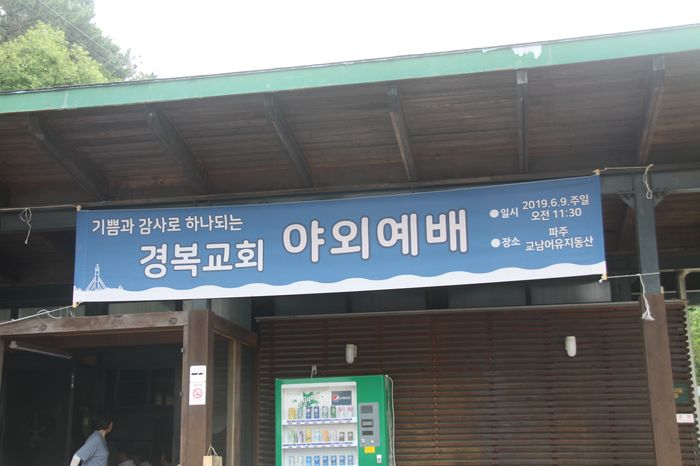 기쁨과 감사로 하나되는
경복교회 야외예배
●일시 2019.6.9.주일
오전 11:30
●장소 파주
교남어유지동산
pepsi